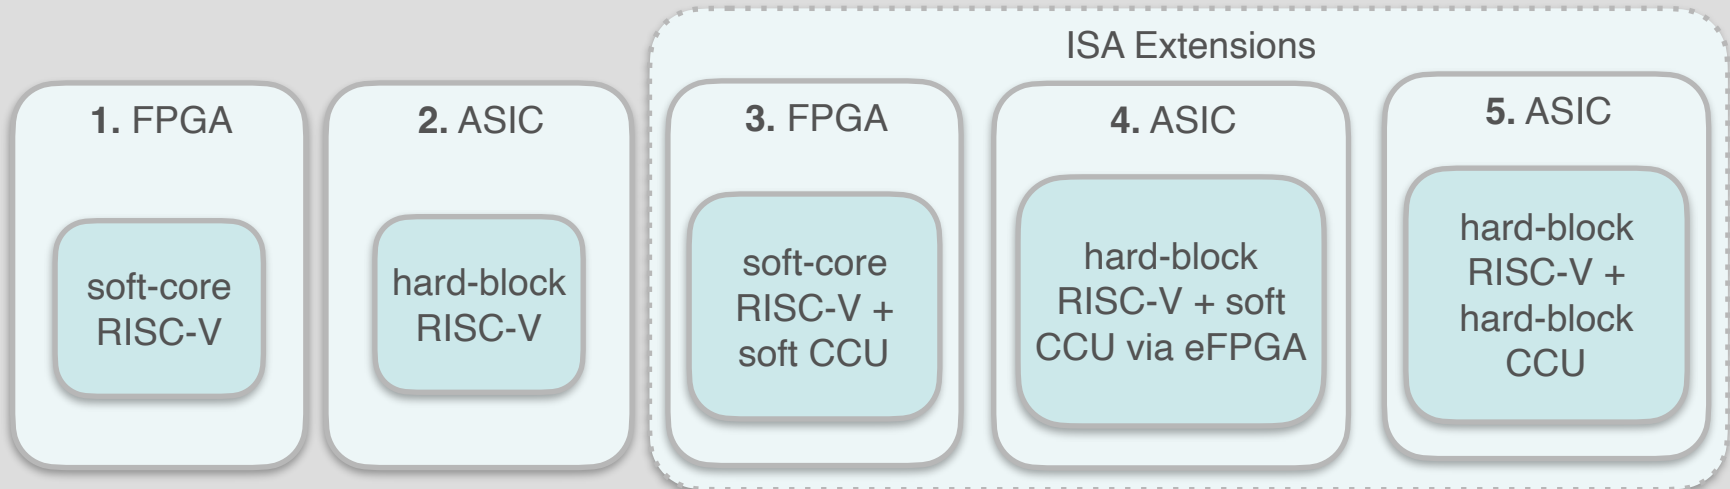 ISA Extensions
1. FPGA
soft-core
RISC-V
2. ASIC
hard-block
RISC-V
3. FPGA
soft-core
RISC-V +
soft CCU
4. ASIC
hard-block
RISC-V + soft
CCU via eFPGA
5. ASIC
hard-block
RISC-V +
hard-block
CCU